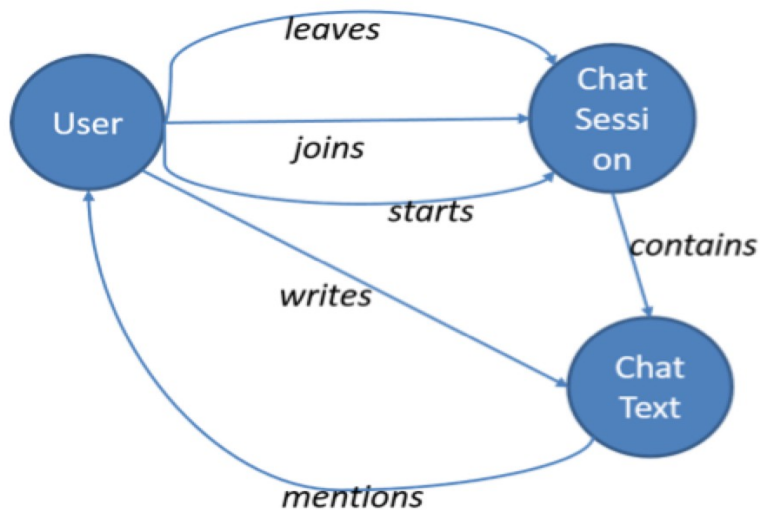 leaves
User
Chat
Sessi
on
joins
starts
contains
writes
Chat
Text
mentions